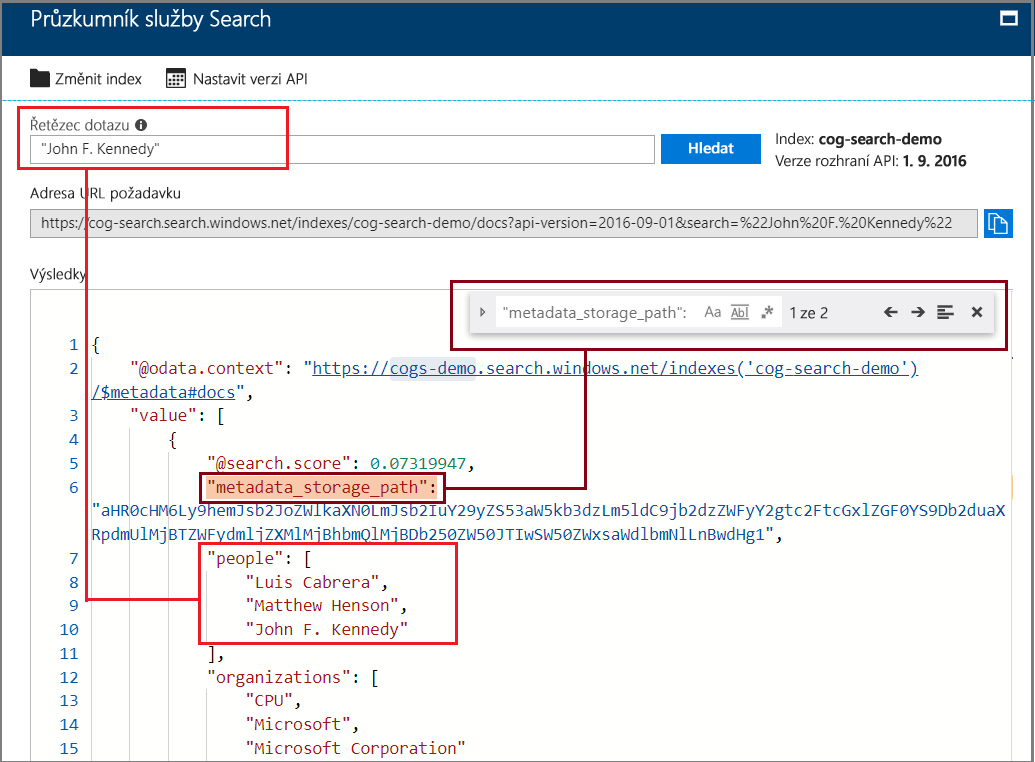 Průzkumník služby Search
Změnit index
Nastavit verzi API
Řetězec dotazu
"John F. Kennedy"
Hledat
Index: cog-search-demo
Verze rozhraní API: 1. 9. 2016
Adresa URL požadavku
https://cog-search.search.windows.net/indexes/cog-search-demo/docs?api-version=2016-09-01&search=%22John%20F.%20Kennedy%22
Výsledky
"metadata_storage_path": Aa Abl .* 1 ze 2
1 {
2 "@odata.context": "https://cogs-demo.search.windows.net/indexes('cog-search-demo')
/$metadata#docs",
3 "value": [
4 {
5 "@search.score": 0.07319947,
6 "metadata_storage_path":
"aHR0cHM6Ly9hemJsb2JoZWlkaXN0LmJsb2IuY29yZS53aW5kb3dzLm5ldC9jb2dzZWFyY2gtc2FtcGxlZGF0YS9Db2duaX
RpdmUlMjBTZWFydmljZXMlMjBhbmQlMjBDb250ZW50JTIwSW50ZWxsaWdlbmNlLnBwdHg1",
7 "people": [
8 "Luis Cabrera",
9 "Matthew Henson",
10 "John F. Kennedy"
11 ],
12 "organizations": [
13 "CPU",
14 "Microsoft",
15 "Microsoft Corporation"